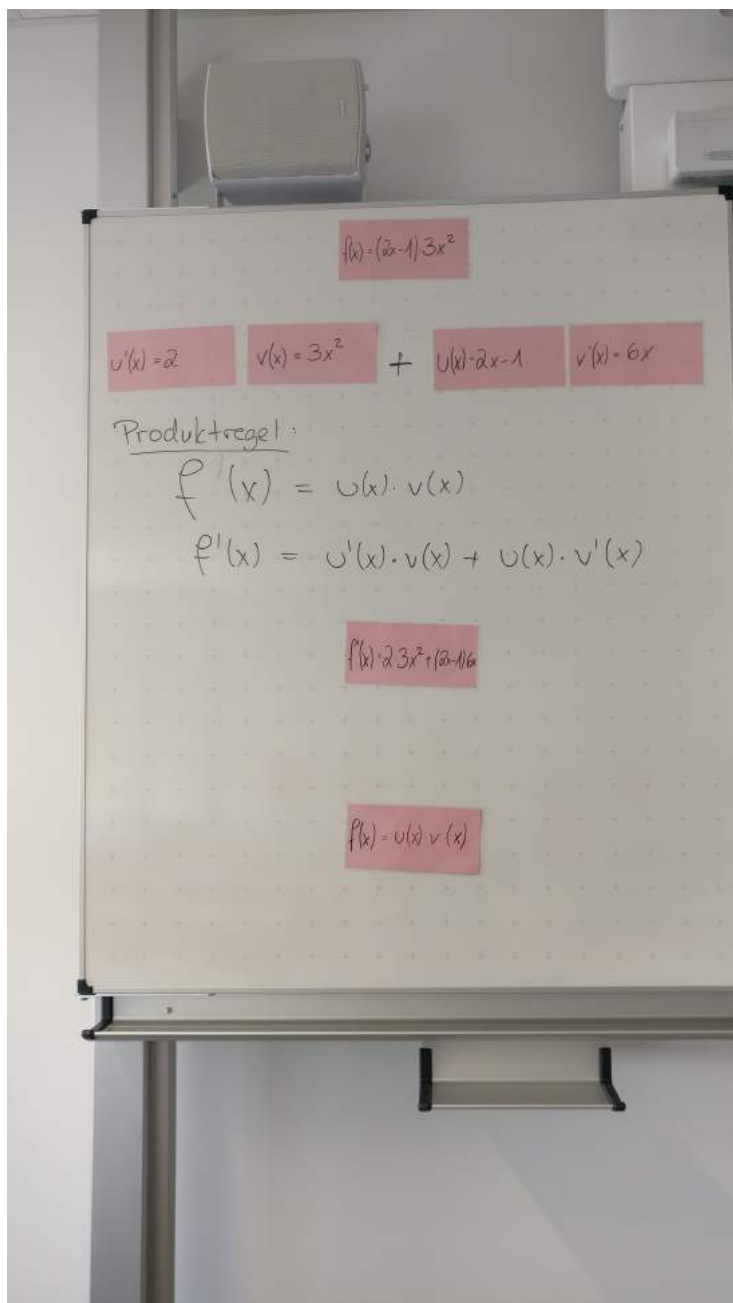 f(x) = (2x-1) 3x²
u'(x) = 2 v(x) = 3x² + u(x) = 2x-1 v'(x) = 6x
Produktregel:
f (x) = u(x) · v(x)
f'(x) = u'(x) · v(x) + u(x) · v'(x)
f'(x) = 2 3x² + (2x-1) 6x
f(x) = u(x) · v(x)